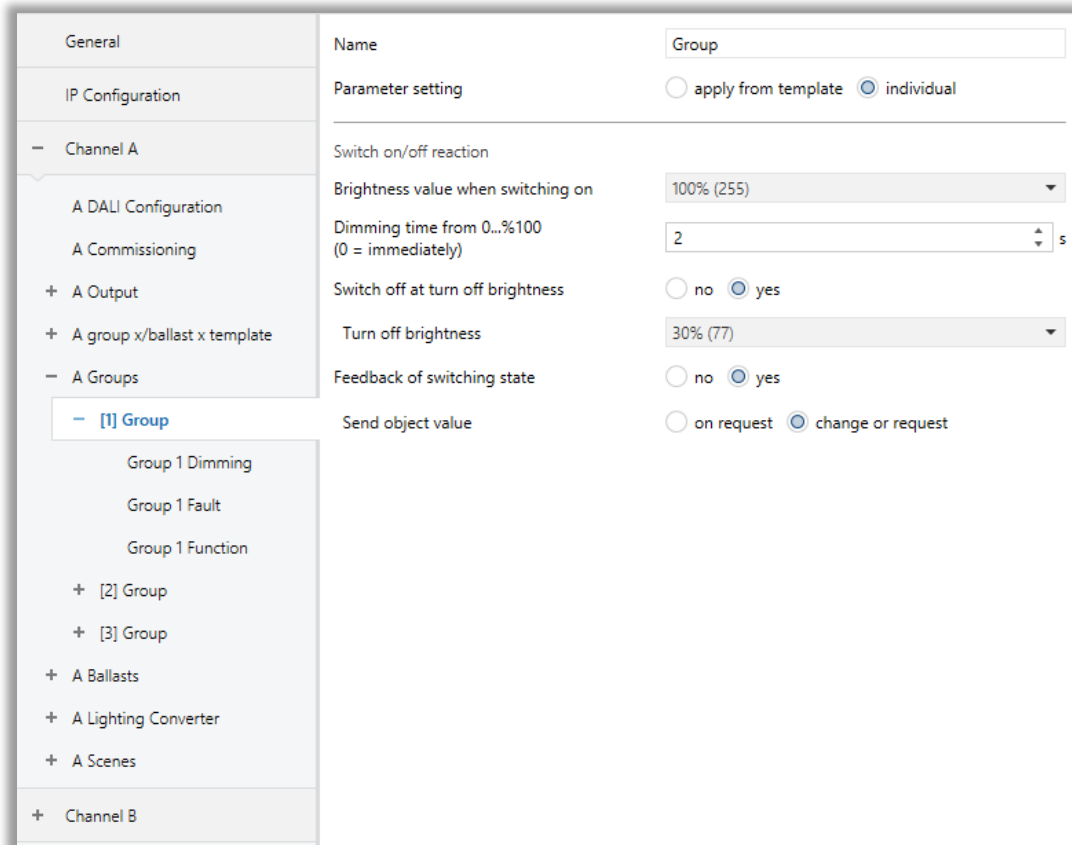 General
IP Configuration
Channel A
A DALI Configuration
A Commissioning
A Output
A group x/ballast x template
A Groups
[1] Group
Group 1 Dimming
Group 1 Fault
Group 1 Function
[2] Group
[3] Group
A Ballasts
A Lighting Converter
A Scenes
Channel B
Name Group
Parameter setting apply from template individual
Switch on/off reaction
Brightness value when switching on 100% (255)
Dimming time from 0...%100
(0 = immediately) 2 s
Switch off at turn off brightness no yes
Turn off brightness 30% (77)
Feedback of switching state no yes
Send object value on request change or request